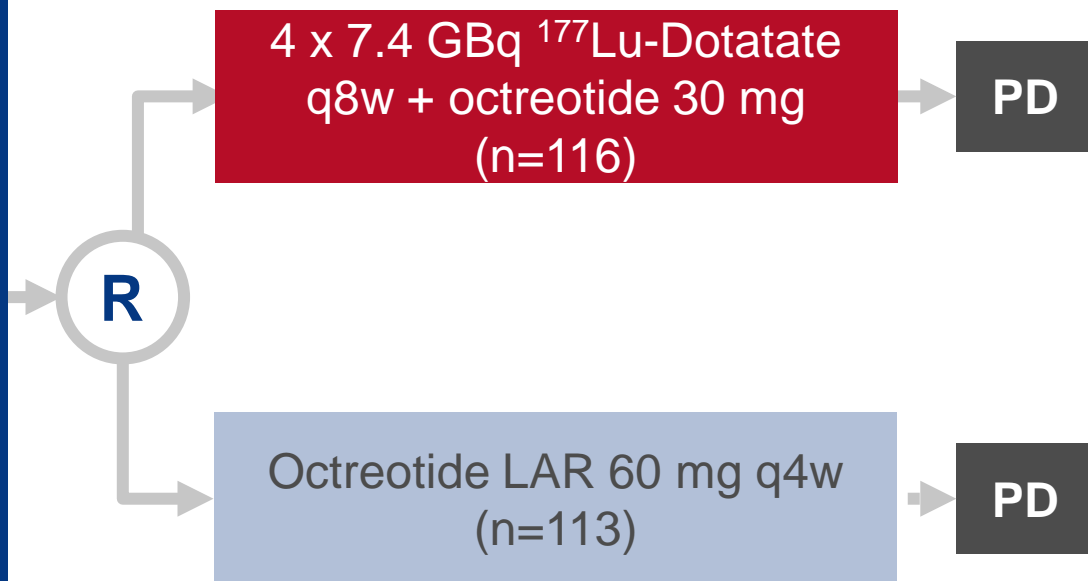 4 x 7.4 GBq ¹⁷⁷Lu-Dotatate
q8w + octreotide 30 mg
(n=116)
PD
R
Octreotide LAR 60 mg q4w
(n=113)
PD